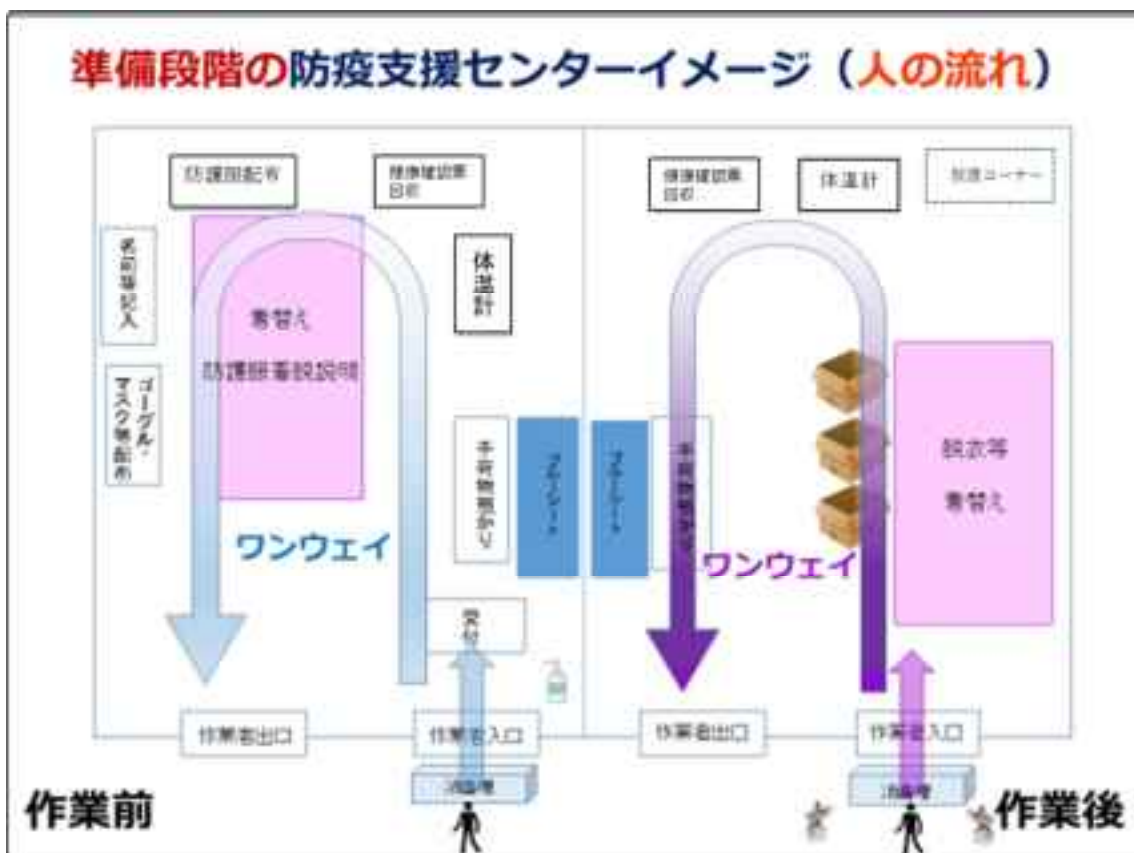 準備段階の防疫支援センターイメージ（人の流れ）
防護服配布
健康確認票
回収
体温計
名前等記入
ゴーグル・
マスク等配布
着替え
防護服着脱説明
手荷物預かり
ブルーシート
ワンウェイ
受付
作業者出口
作業者入口
消毒槽
作業前
健康確認票
回収
体温計
脱衣等
着替え
ブルーシート
手荷物預かり
ワンウェイ
作業者出口
作業者入口
消毒槽
作業後